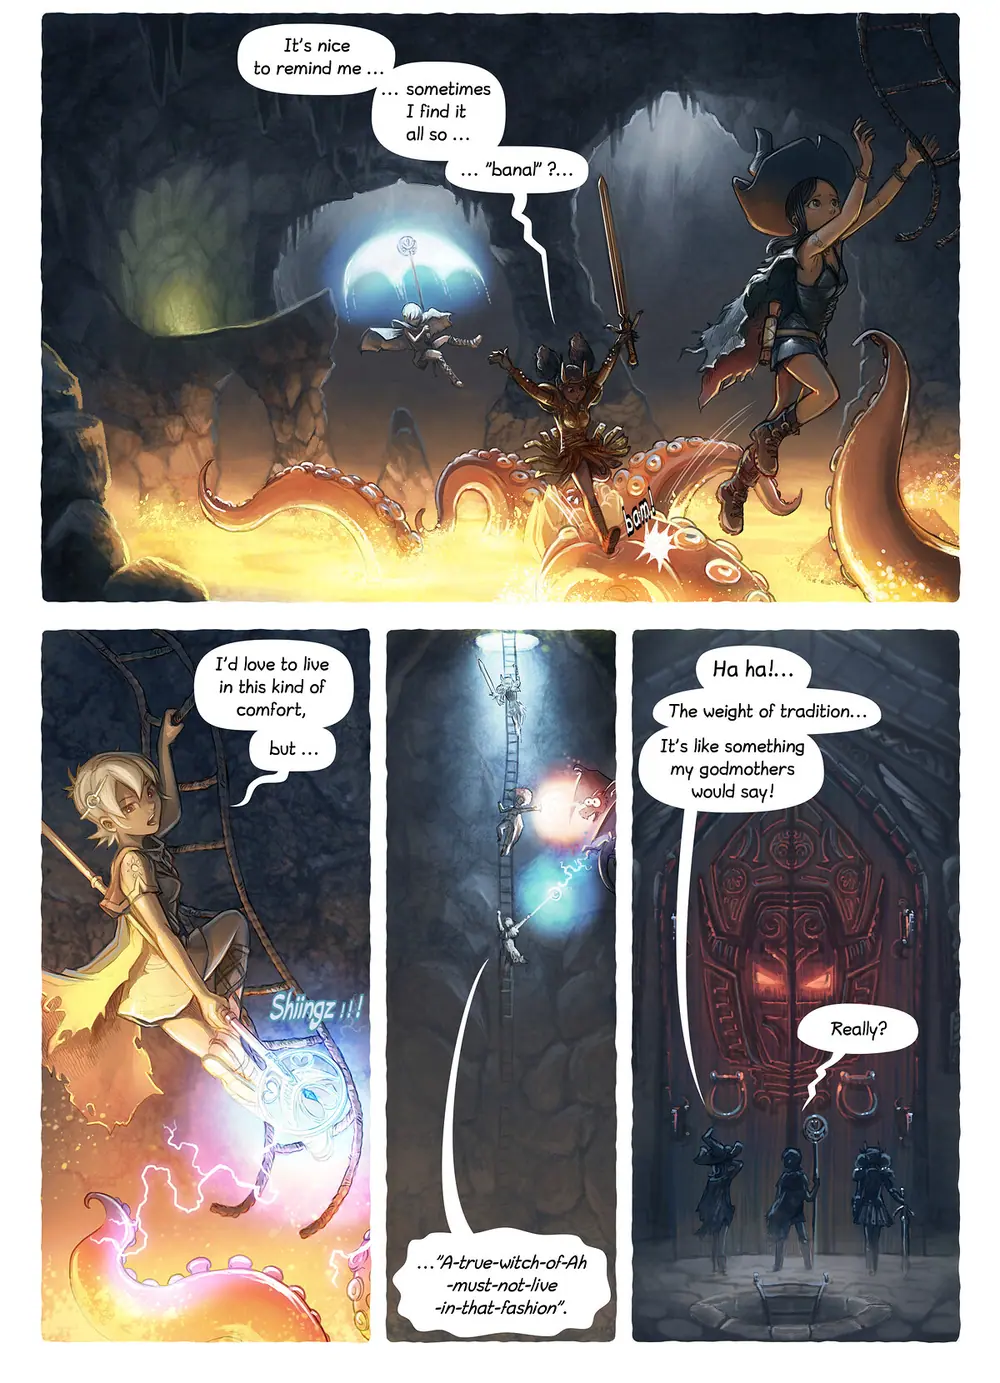 It's nice
to remind me ...
... sometimes
I find it
all so ...
... "banal" ?...
bam!
I'd love to live
in this kind of
comfort,
but ...
Shiingz !!!
..."A-true-witch-of-Ah
-must-not-live
-in-that-fashion".
Ha ha!...
The weight of tradition...
It's like something
my godmothers
would say!
Really?